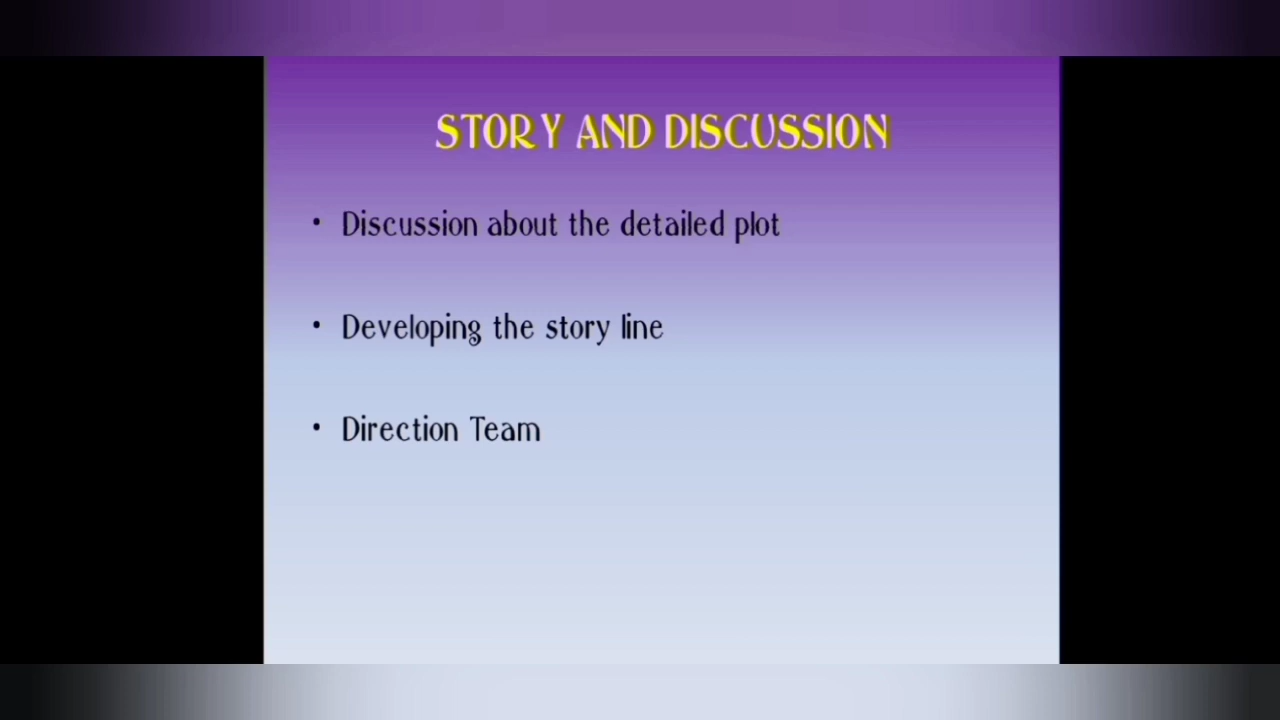 STORY AND DISCUSSION
• Discussion about the detailed plot
• Developing the story line
• Direction Team